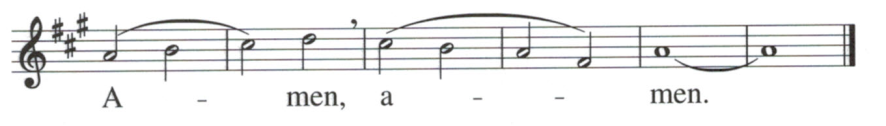 A - men, a - - men.